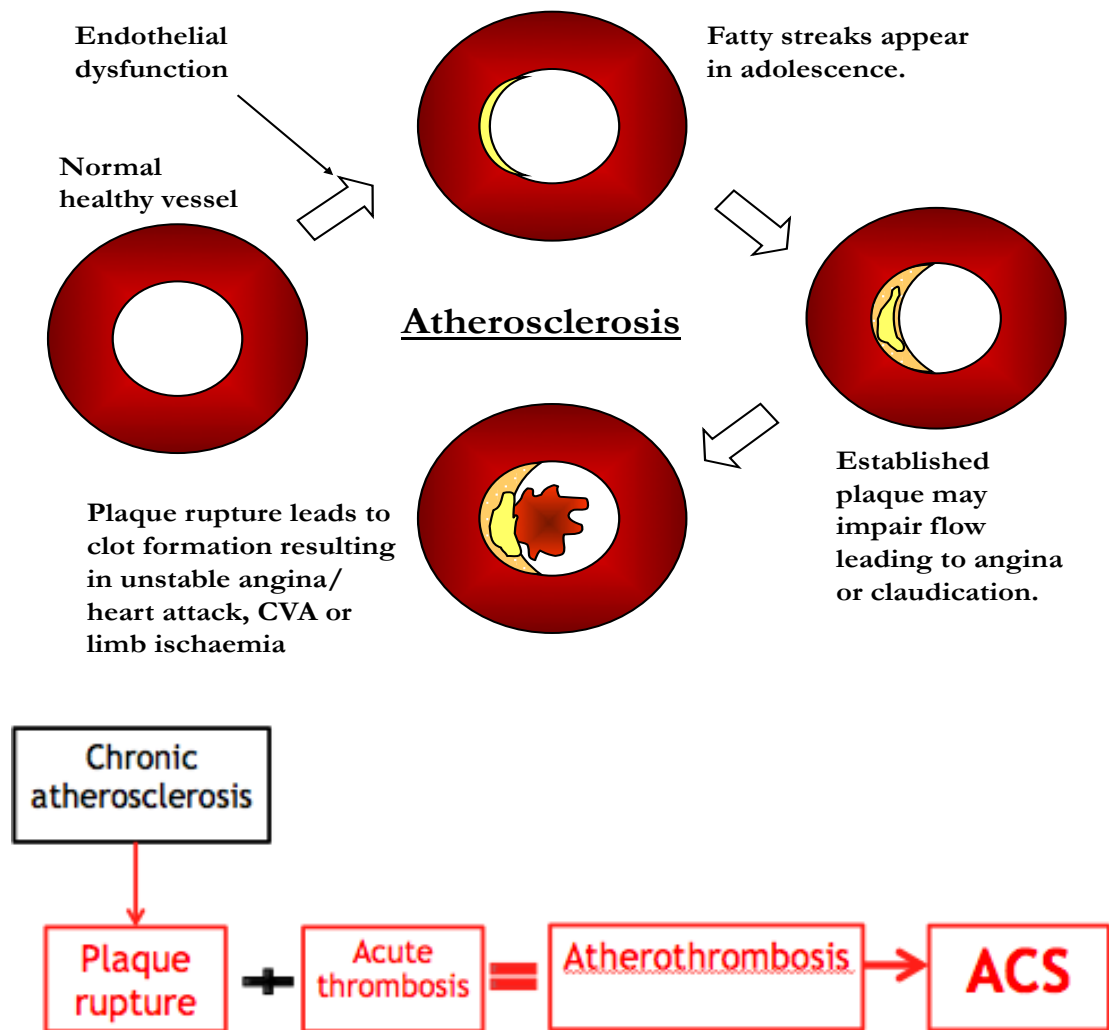 Endothelial
dysfunction
Fatty streaks appear
in adolescence.
Normal
healthy vessel
Atherosclerosis
Established
plaque may
impair flow
leading to angina
or claudication.
Plaque rupture leads to
clot formation resulting
in unstable angina/
heart attack, CVA or
limb ischaemia
Chronic
atherosclerosis
Plaque
rupture
+
Acute
thrombosis
=
Atherothrombosis
ACS